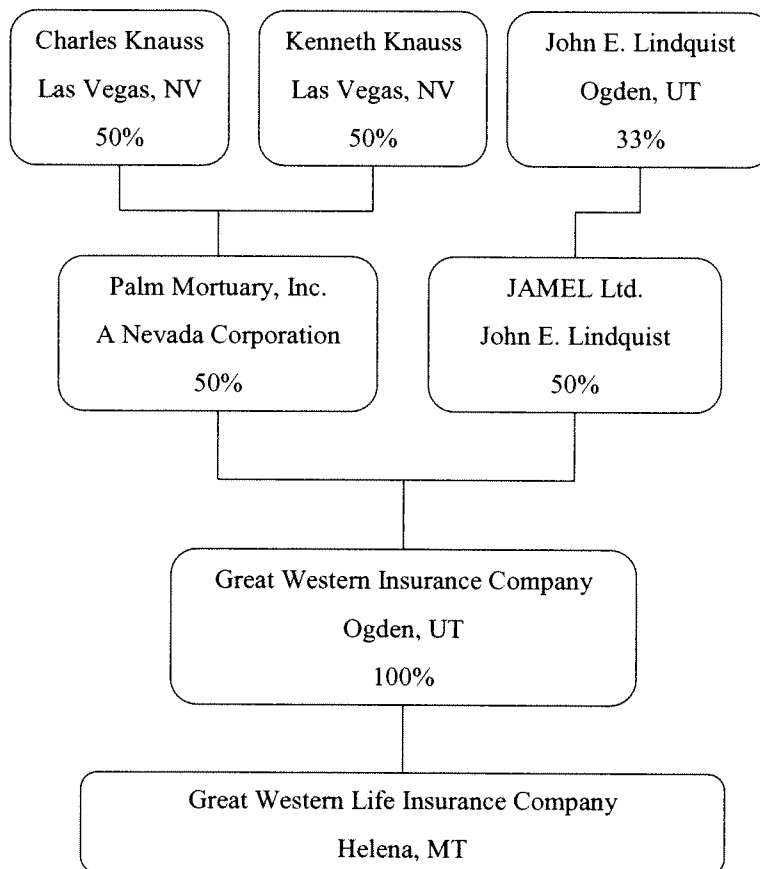 Charles Knauss
Las Vegas, NV
50%
Kenneth Knauss
Las Vegas, NV
50%
John E. Lindquist
Ogden, UT
33%
Palm Mortuary, Inc.
A Nevada Corporation
50%
JAMEL Ltd.
John E. Lindquist
50%
Great Western Insurance Company
Ogden, UT
100%
Great Western Life Insurance Company
Helena, MT